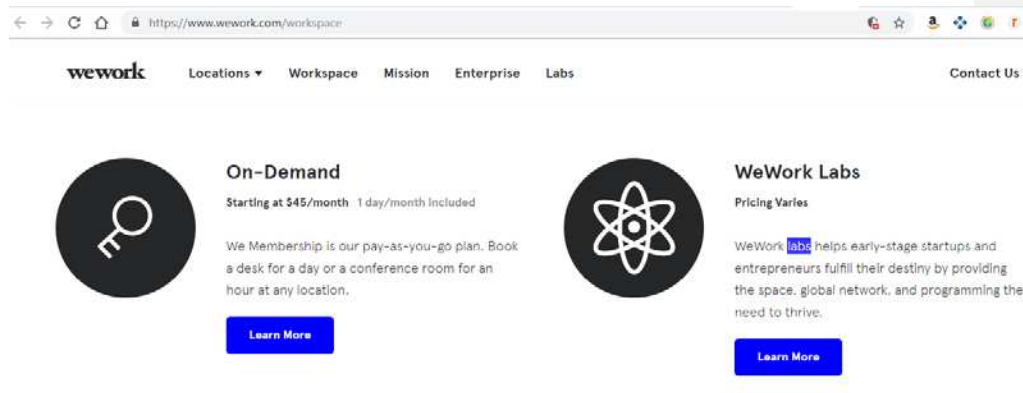 https://www.wework.com/workspace
wework Locations ▾ Workspace Mission Enterprise Labs Contact Us
On-Demand
Starting at $45/month 1 day/month included
We Membership is our pay-as-you-go plan. Book
a desk for a day or a conference room for an
hour at any location.
Learn More
WeWork Labs
Pricing Varies
WeWork labs helps early-stage startups and
entrepreneurs fulfill their destiny by providing
the space, global network, and programming the
need to thrive.
Learn More